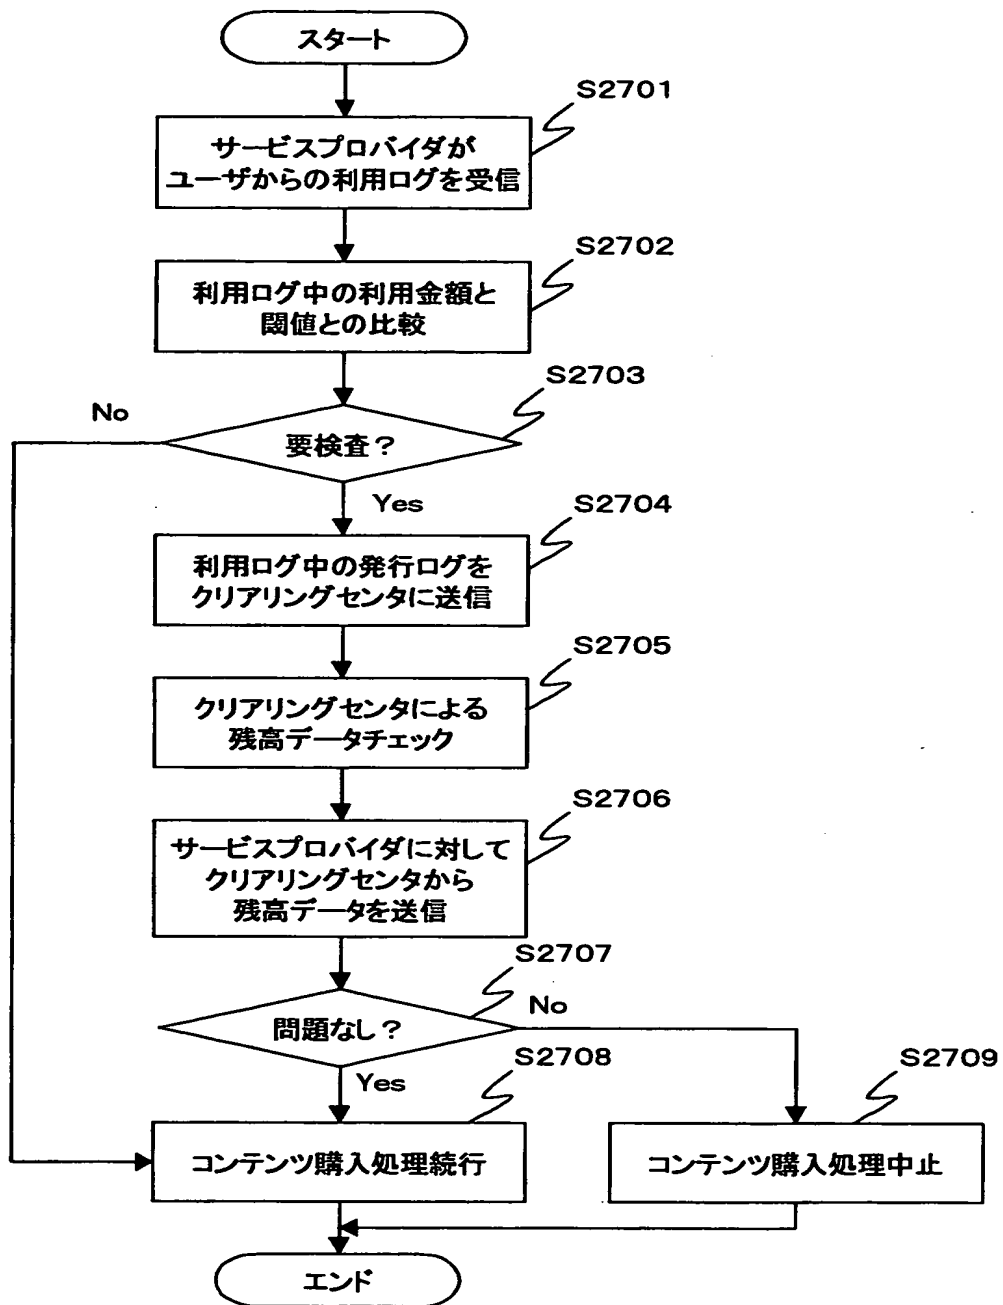 スタート
S2701
サービスプロバイダが
ユーザからの利用ログを受信
S2702
利用ログ中の利用金額と
閾値との比較
S2703
No
要検査?
Yes
S2704
利用ログ中の発行ログを
クリアリングセンタに送信
S2705
クリアリングセンタによる
残高データチェック
S2706
サービスプロバイダに対して
クリアリングセンタから
残高データを送信
S2707
問題なし?
No
Yes
S2708
S2709
コンテンツ購入処理続行
コンテンツ購入処理中止
エンド